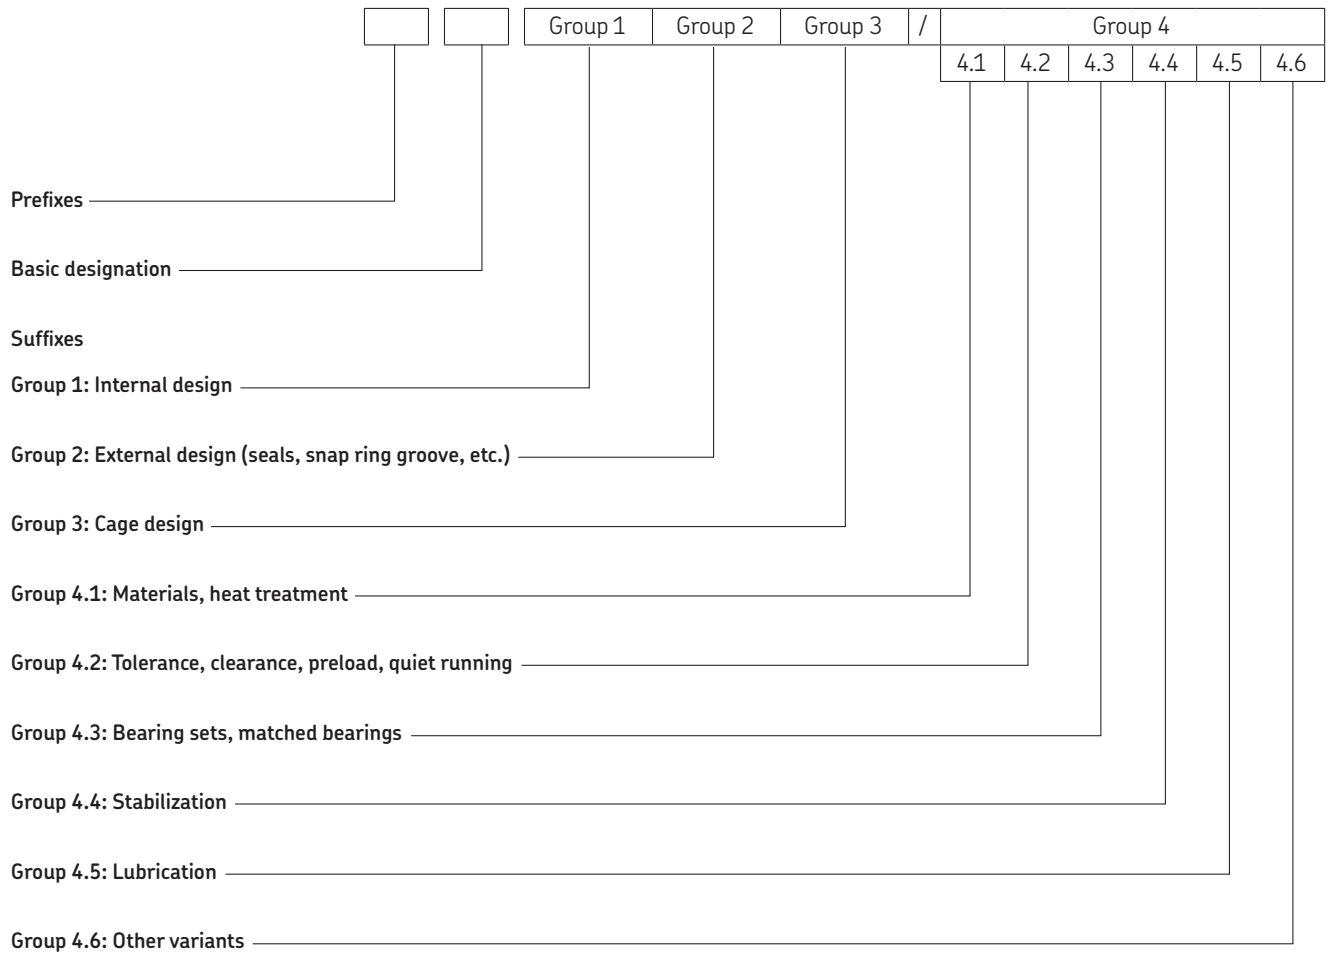 Group 1 Group 2 Group 3 / Group 4
4.1 4.2 4.3 4.4 4.5 4.6
Prefixes
Basic designation
Suffixes
Group 1: Internal design
Group 2: External design (seals, snap ring groove, etc.)
Group 3: Cage design
Group 4.1: Materials, heat treatment
Group 4.2: Tolerance, clearance, preload, quiet running
Group 4.3: Bearing sets, matched bearings
Group 4.4: Stabilization
Group 4.5: Lubrication
Group 4.6: Other variants